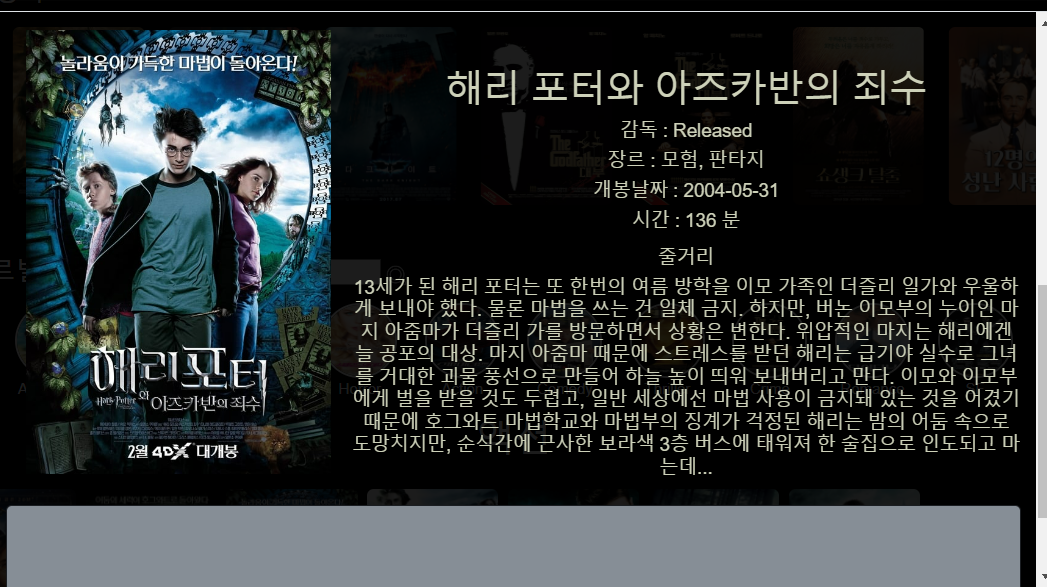 놀라움이 가득한 마법이 돌아온다!
해리포터
와
Harry Potter
아즈카반의 죄수
2월 4DX 대개봉
해리 포터와 아즈카반의 죄수
감독 : Released
장르 : 모험, 판타지
개봉날짜 : 2004-05-31
시간 : 136 분
줄거리
13세가 된 해리 포터는 또 한번의 여름 방학을 이모 가족인 더즐리 일가와 우울하
게 보내야 했다. 물론 마법을 쓰는 건 일체 금지. 하지만, 버논 이모부의 누이인 마
지 아줌마가 더즐리 가를 방문하면서 상황은 변한다. 위압적인 마지는 해리에겐
늘 공포의 대상. 마지 아줌마 때문에 스트레스를 받던 해리는 급기야 실수로 그녀
를 거대한 괴물 풍선으로 만들어 하늘 높이 띄워 보내버리고 만다. 이모와 이모부
에게 벌을 받을 것도 두렵고, 일반 세상에선 마법 사용이 금지돼 있는 것을 어겼기
때문에 호그와트 마법학교와 마법부의 징계가 걱정된 해리는 밤의 어둠 속으로
도망치지만, 순식간에 근사한 보라색 3층 버스에 태워져 한 술집으로 인도되고 마
는데...
The
Godfather
대부
쇼생크 탈출
12명의
성난 사람